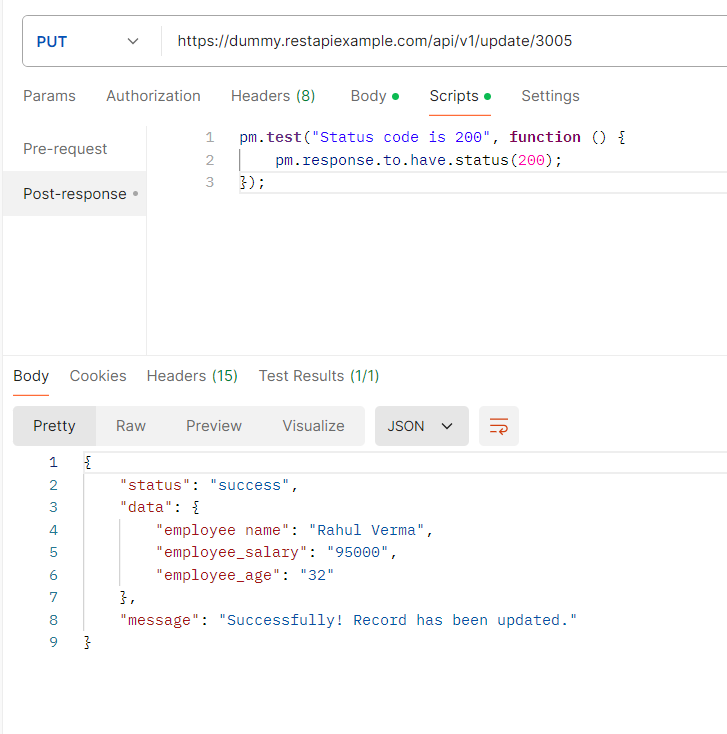 PUT https://dummy.restapiexample.com/api/v1/update/3005
Params Authorization Headers (8) Body Scripts Settings
Pre-request
Post-response
1 pm.test("Status code is 200", function () {
2 pm.response.to.have.status(200);
3 });
Body Cookies Headers (15) Test Results (1/1)
Pretty Raw Preview Visualize JSON
1 {
2 "status": "success",
3 "data": {
4 "employee name": "Rahul Verma",
5 "employee_salary": "95000",
6 "employee_age": "32"
7 },
8 "message": "Successfully! Record has been updated."
9 }